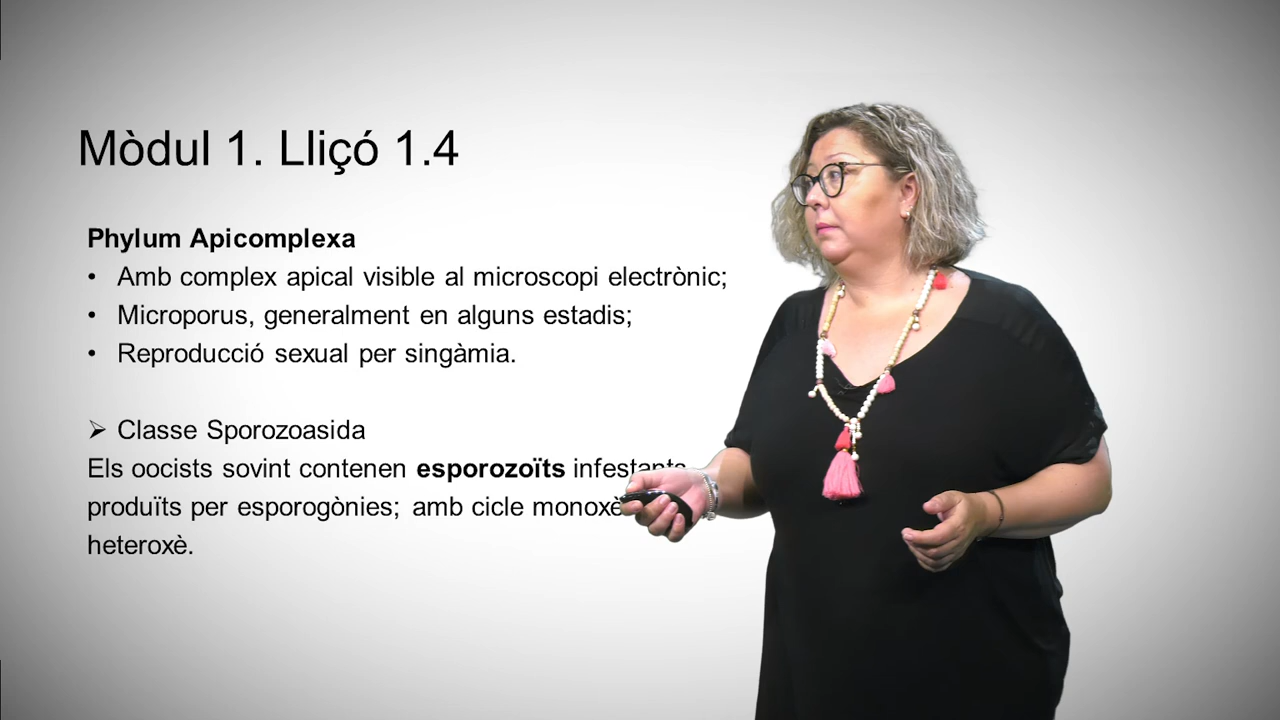 Mòdul 1. Lliçó 1.4
Phylum Apicomplexa
• Amb complex apical visible al microscopi electrònic;
• Microporus, generalment en alguns estadis;
• Reproducció sexual per singàmia.
➢ Classe Sporozoasida
Els oocists sovint contenen esporozoïts infestants
produïts per esporogònies; amb cicle monoxè
heteroxè.